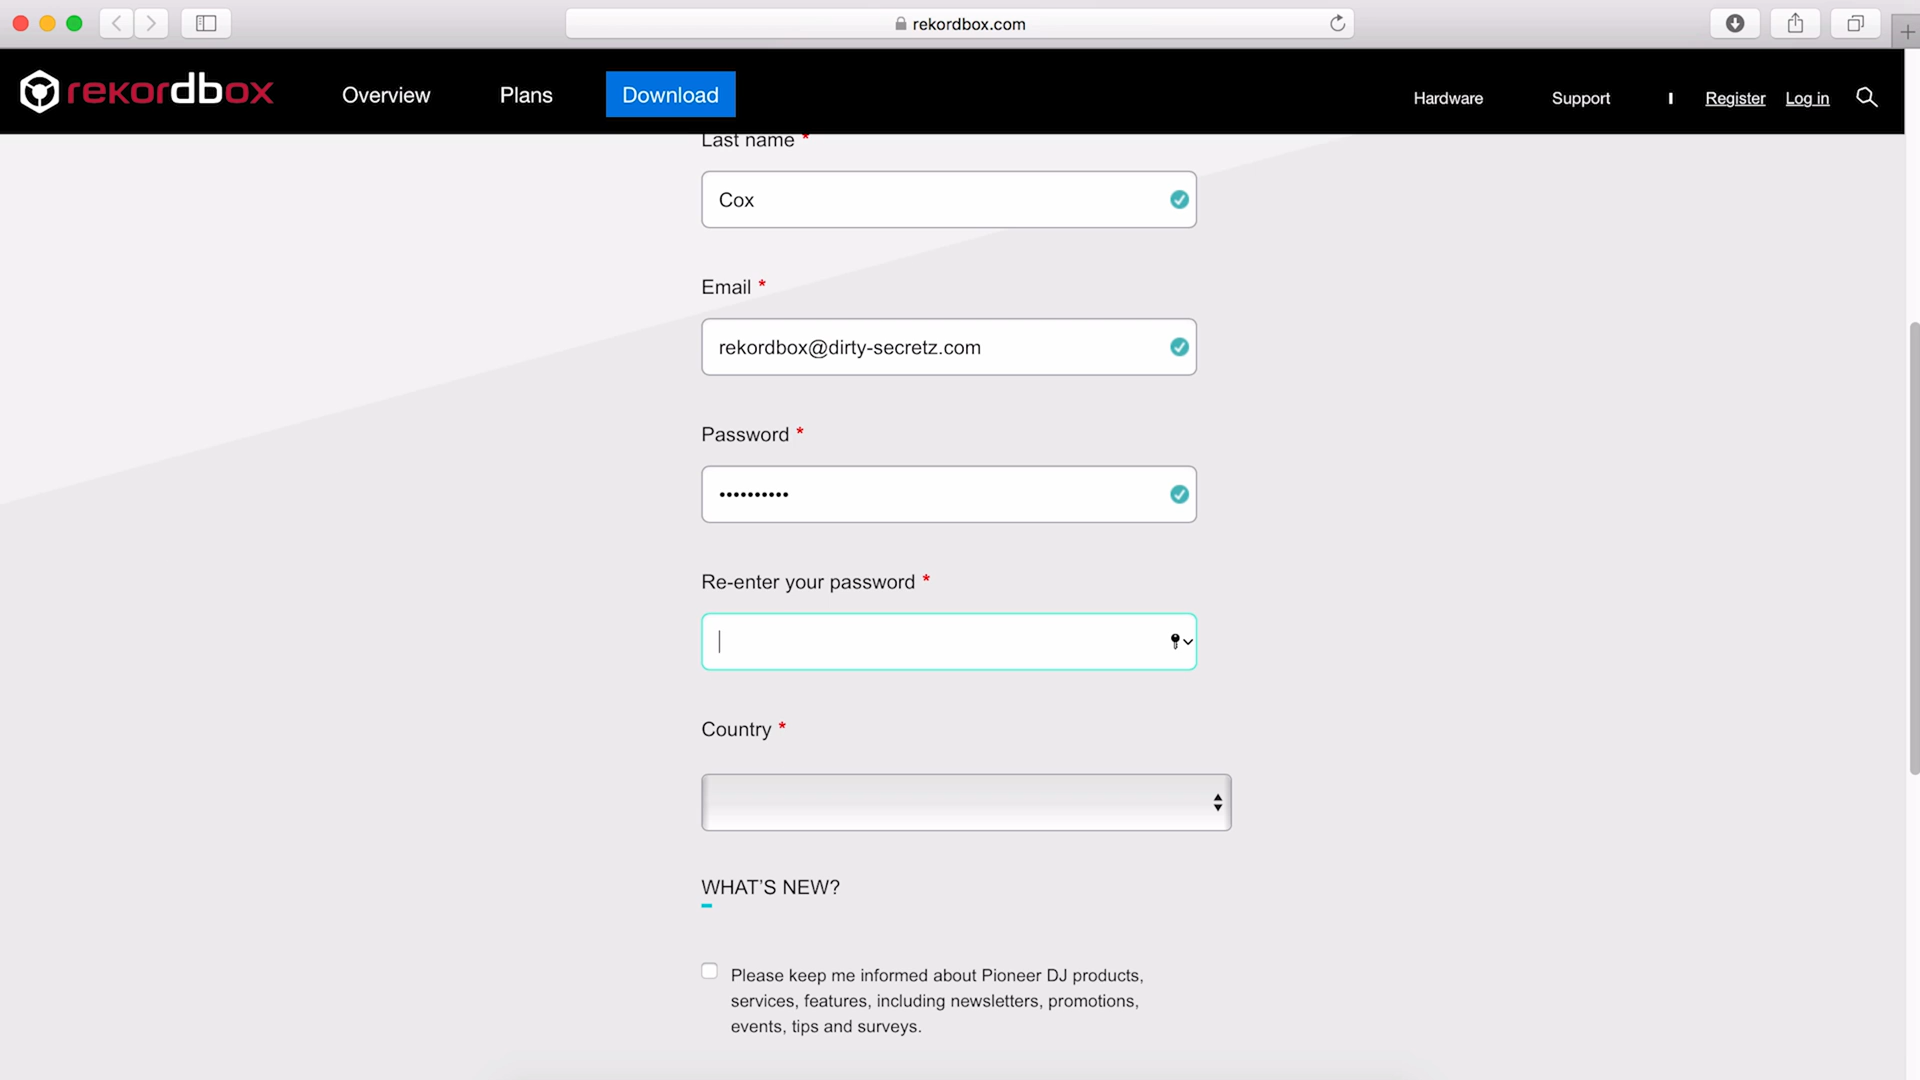 rekordbox.com
rekordbox
Overview
Plans
Download
Hardware
Support
Register
Log in
Last name *
Cox
Email *
rekordbox@dirty-secretz.com
Password *
••••••••••
Re-enter your password *
Country *
WHAT’S NEW?
Please keep me informed about Pioneer DJ products,
services, features, including newsletters, promotions,
events, tips and surveys.